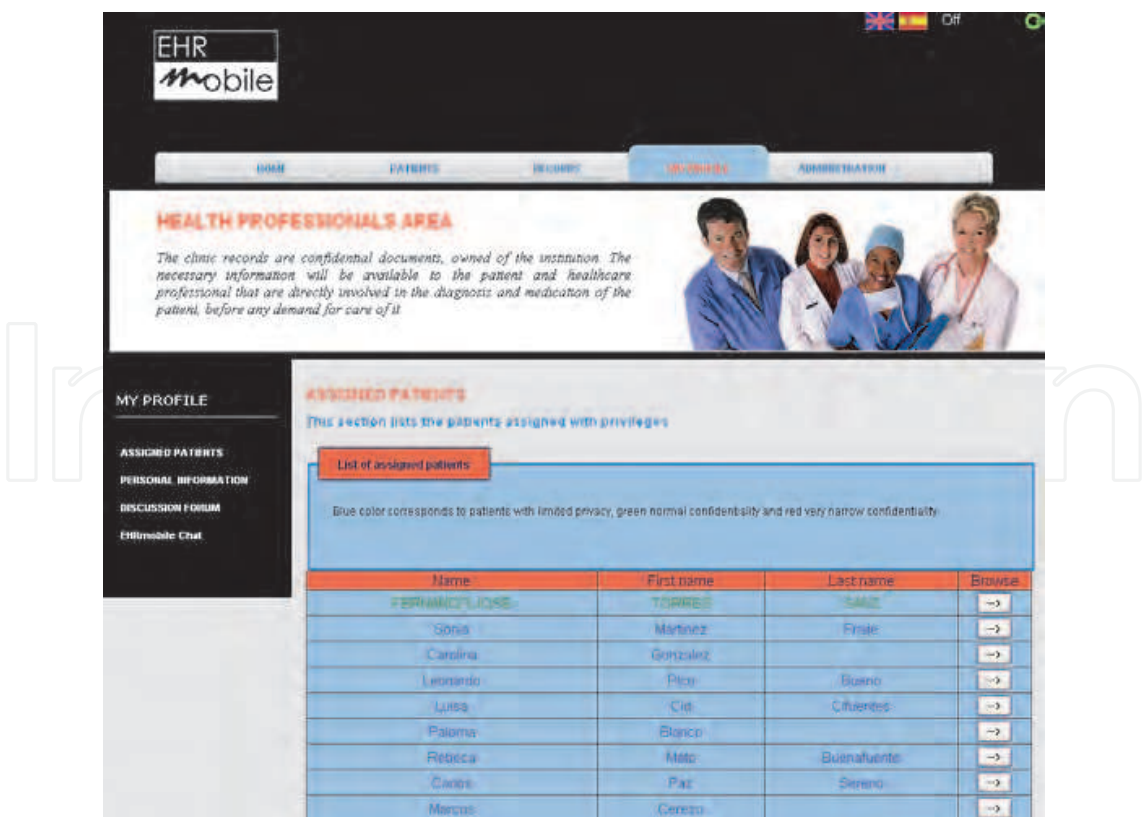 Off
EHR
mobile
HOME PATIENTS RECORDS ADMINISTRATION
HEALTH PROFESSIONALS AREA
The clinic records are confidential documents, owned of the institution. The
necessary information will be available to the patient and healthcare
professional that are directly involved in the diagnosis and medication of the
patient, before any demand for care of it
MY PROFILE
ASSIGNED PATIENTS
PERSONAL INFORMATION
DISCUSSION FORUM
EHRmobile Chat
ASSIGNED PATIENTS
This section lists the patients assigned with privileges
List of assigned patients
Blue color corresponds to patients with limited privacy, green normal confidentiality and red very narrow confidentiality.
Name First name Last name Browse
FERNANDO LJOSE TORRES SANZ -->
Sonia Martinez -->
Carolina Gonzalez -->
Leonardo Pico Bueno -->
Luisa Cid Cifuentes -->
Paloma Blanco -->
Rebeca Mato Buenafuente -->
Carlos Paz Sereno -->
Marcos Cerezo -->